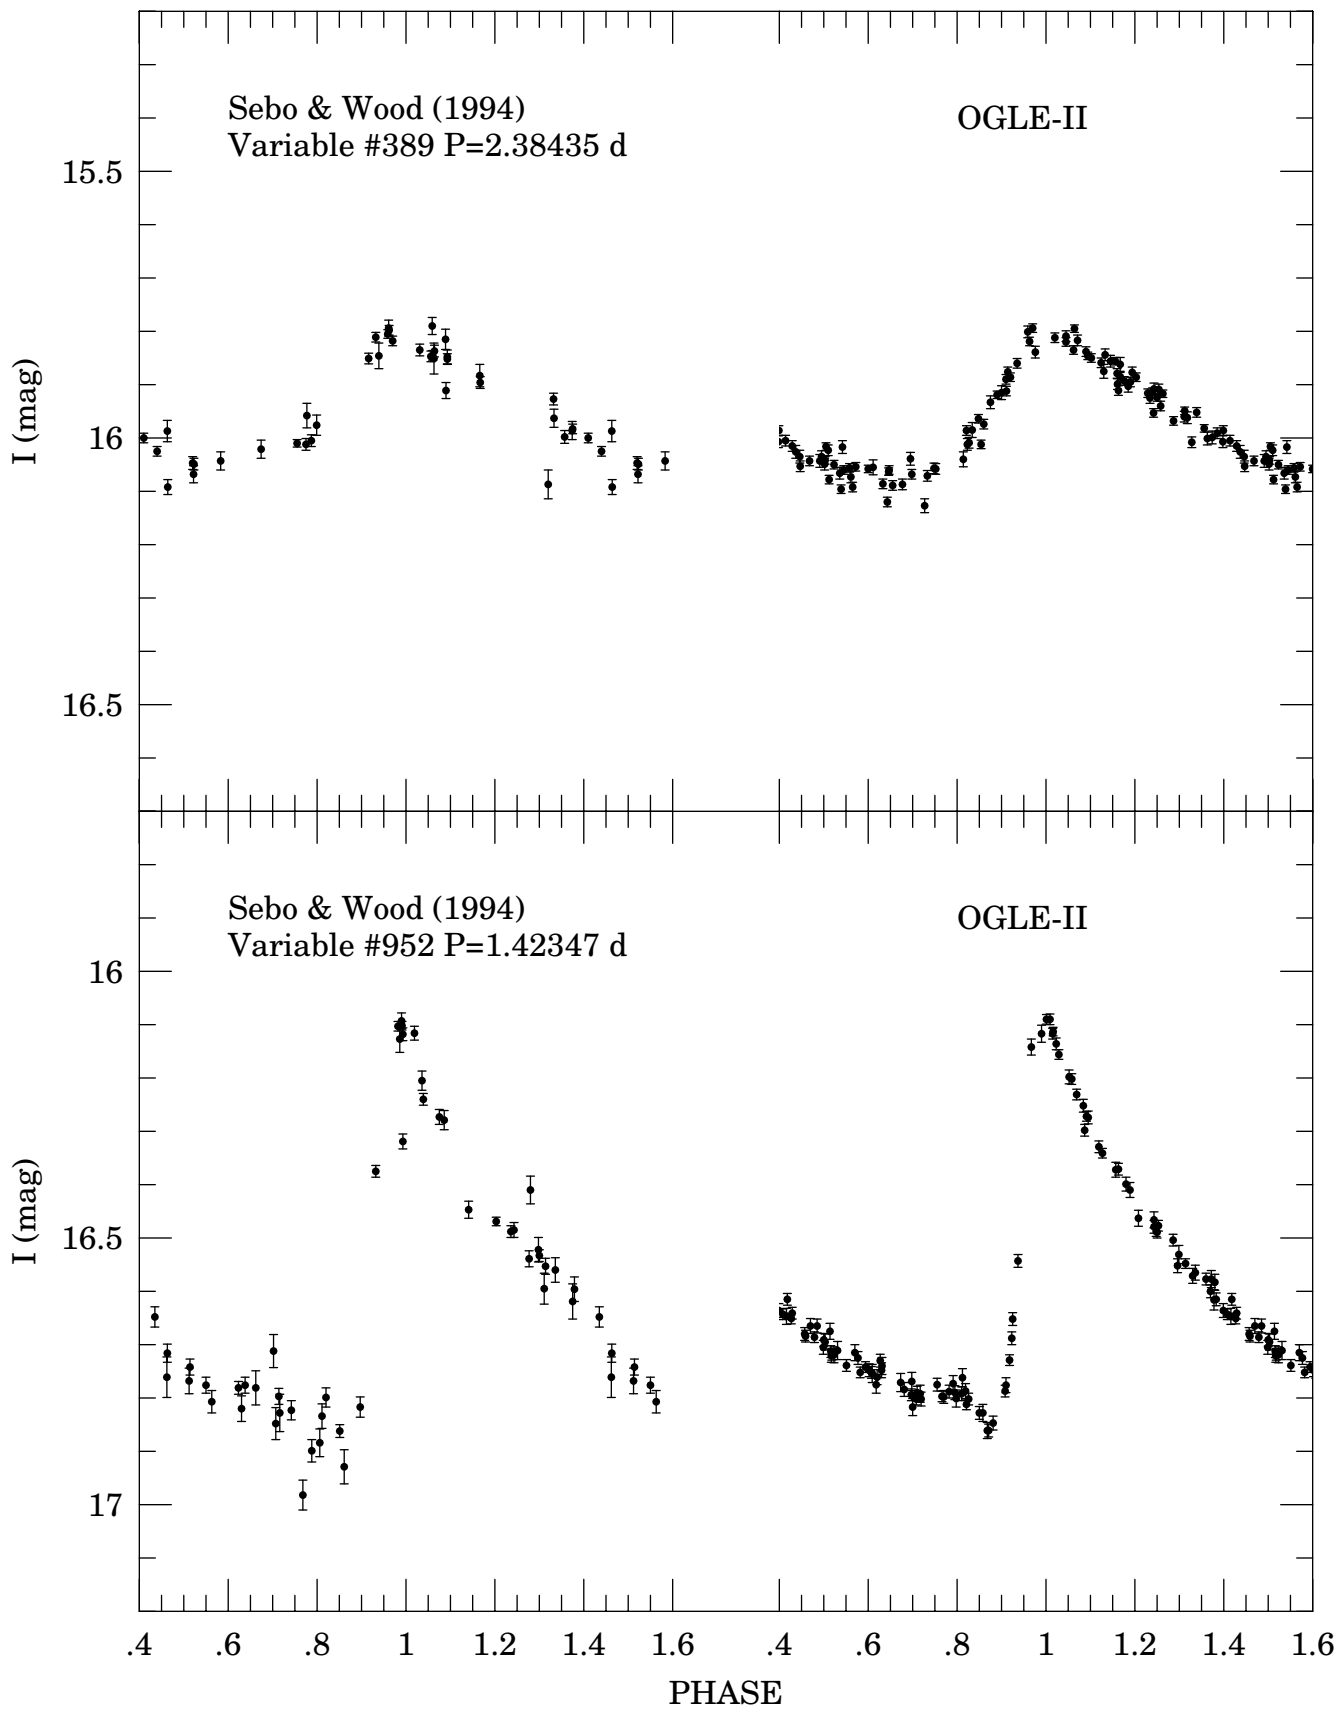 Sebo & Wood (1994)
Variable #389 P=2.38435 d
OGLE-II
15.5
16
16.5
I (mag)
Sebo & Wood (1994)
Variable #952 P=1.42347 d
OGLE-II
16
16.5
17
I (mag)
.4 .6 .8 1 1.2 1.4 1.6 .4 .6 .8 1 1.2 1.4 1.6
PHASE